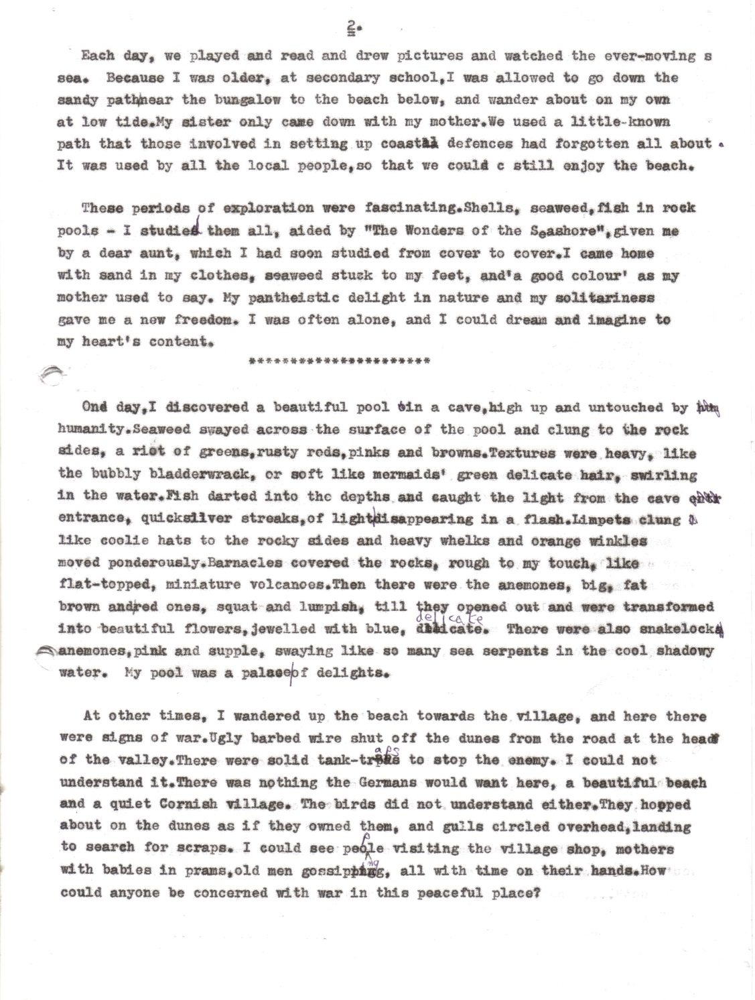 2.
Each day, we played and read and drew pictures and watched the ever-moving s
sea. Because I was older, at secondary school,I was allowed to go down the
sandy path near the bungalow to the beach below, and wander about on my own
at low tide.My sister only came down with my mother.We used a little-known
path that those involved in setting up coastal defences had forgotten all about.
It was used by all the local people,so that we could c still enjoy the beach.
These periods of exploration were fascinating.Shells, seaweed,fish in rock
pools - I studied them all, aided by "The Wonders of the Seashore",given me
by a dear aunt, which I had soon studied from cover to cover.I came home
with sand in my clothes, seaweed stuck to my feet, and'a good colour' as my
mother used to say. My pantheistic delight in nature and my solitariness
gave me a new freedom. I was often alone, and I could dream and imagine to
my heart's content.
**********************
One day,I discovered a beautiful pool in a cave,high up and untouched by
humanity.Seaweed swayed across the surface of the pool and clung to the rock
sides, a riot of greens,rusty reds,pinks and browns.Textures were heavy, like
the bubbly bladderwrack, or soft like mermaids' green delicate hair, swirling
in the water.Fish darted into the depths and caught the light from the cave
entrance, quicksilver streaks,of light disappearing in a flash.Limpets clung
like coolie hats to the rocky sides and heavy whelks and orange winkles
moved ponderously.Barnacles covered the rocks, rough to my touch, like
flat-topped, miniature volcanoes.Then there were the anemones, big, fat
brown and red ones, squat and lumpish, till they opened out and were transformed
into beautiful flowers,jewelled with blue, delicate. There were also snakelocks
anemones,pink and supple, swaying like so many sea serpents in the cool shadowy
water. My pool was a palace of delights.
At other times, I wandered up the beach towards the village, and here there
were signs of war.Ugly barbed wire shut off the dunes from the road at the head
of the valley.There were solid tank-traps to stop the enemy. I could not
understand it.There was nothing the Germans would want here, a beautiful beach
and a quiet Cornish village. The birds did not understand either.They hopped
about on the dunes as if they owned them, and gulls circled overhead,landing
to search for scraps. I could see people visiting the village shop, mothers
with babies in prams,old men gossipping, all with time on their hands.How
could anyone be concerned with war in this peaceful place?